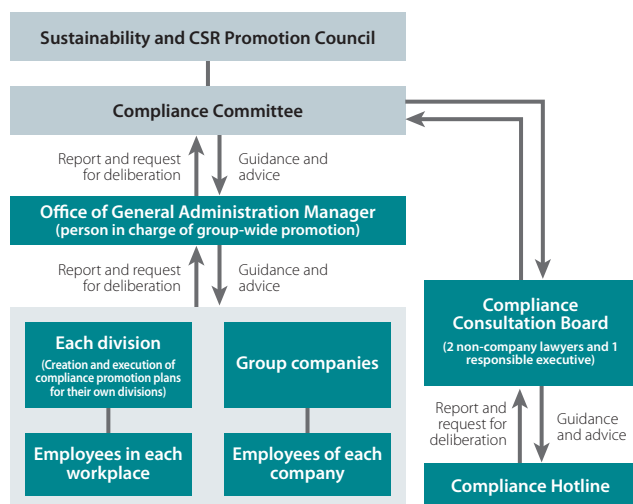 Sustainability and CSR Promotion Council
Compliance Committee
Report and request
for deliberation
Guidance and
advice
Office of General Administration Manager
(person in charge of group-wide promotion)
Report and request
for deliberation
Guidance and
advice
Each division
(Creation and execution of
compliance promotion plans
for their own divisions)
Group companies
Employees in each
workplace
Employees of each
company
Compliance
Consultation Board
(2 non-company lawyers and 1
responsible executive)
Report and
request for
deliberation
Guidance
and advice
Compliance Hotline